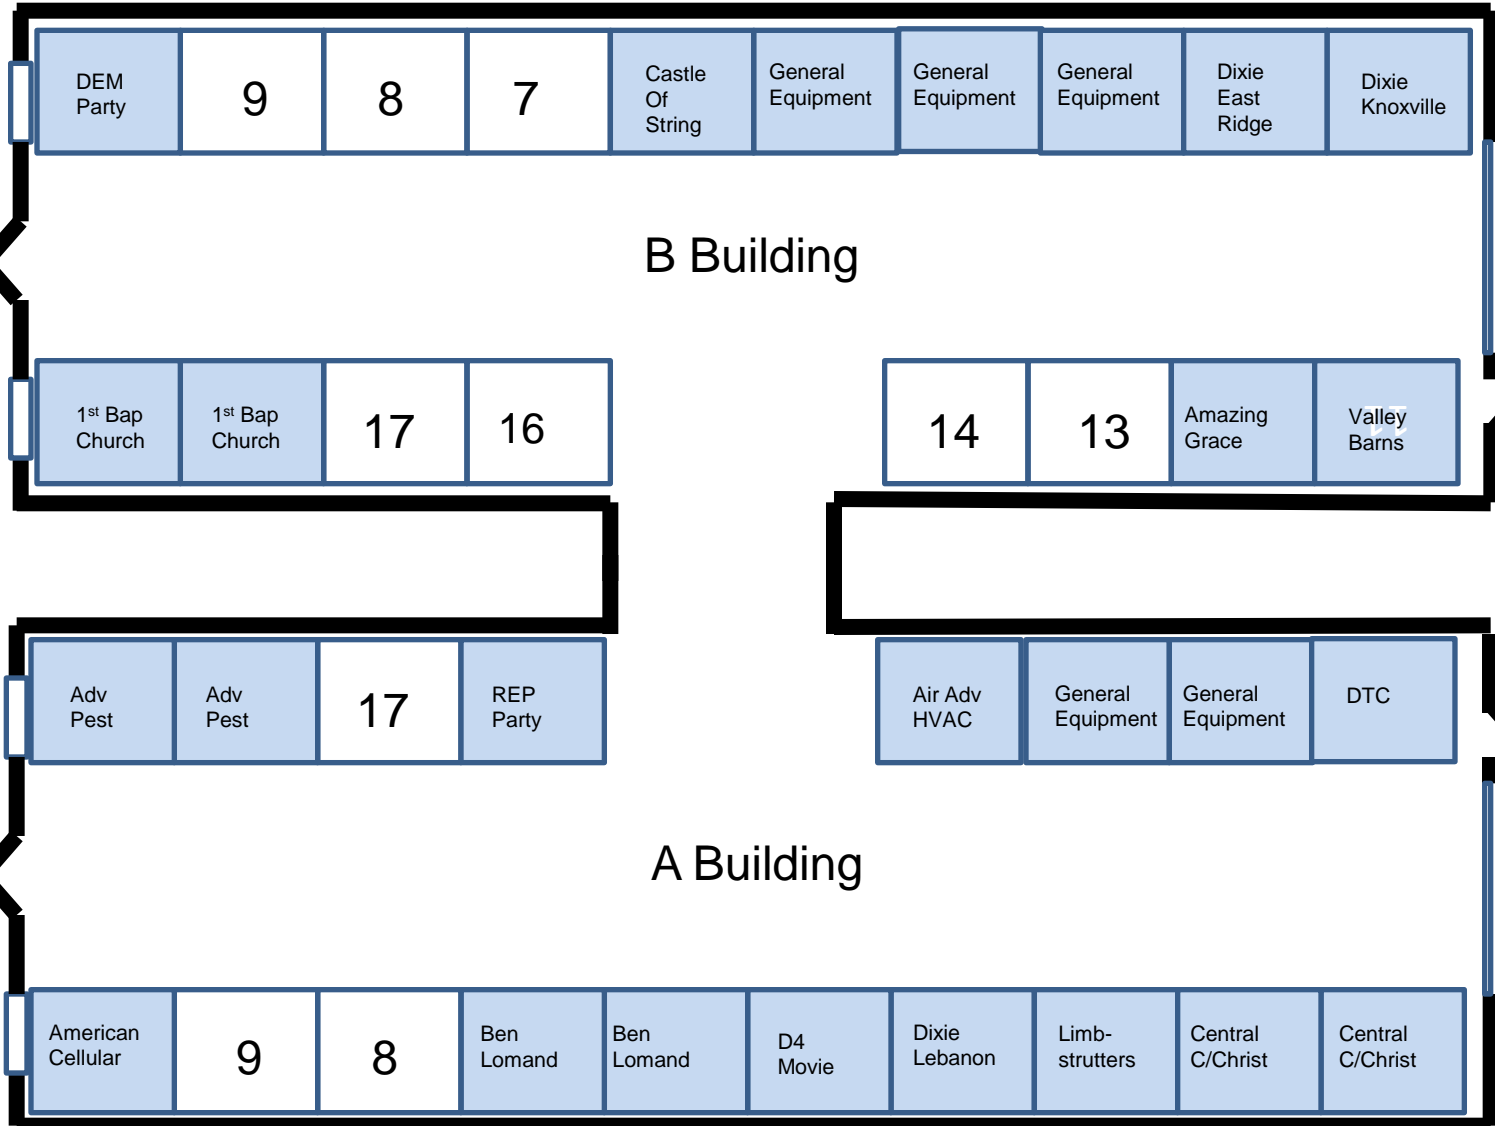 DEM
Party
9
8
7
Castle
Of
String
General
Equipment
General
Equipment
General
Equipment
Dixie
East
Ridge
Dixie
Knoxville
B Building
1st Bap
Church
1st Bap
Church
17
16
14
13
Amazing
Grace
11
Valley
Barns
Adv
Pest
Adv
Pest
17
REP
Party
Air Adv
HVAC
General
Equipment
General
Equipment
DTC
A Building
American
Cellular
9
8
Ben
Lomand
Ben
Lomand
D4
Movie
Dixie
Lebanon
Limb-
strutters
Central
C/Christ
Central
C/Christ